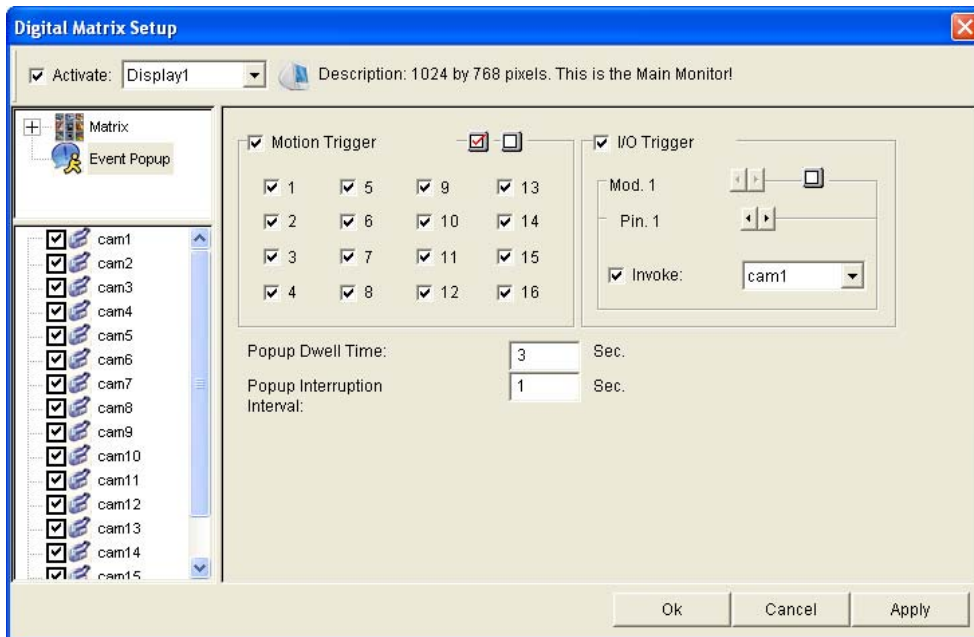 Digital Matrix Setup
Activate: Display1 Description: 1024 by 768 pixels. This is the Main Monitor!
Matrix
Event Popup
cam1
cam2
cam3
cam4
cam5
cam6
cam7
cam8
cam9
cam10
cam11
cam12
cam13
cam14
cam15
Motion Trigger
1 5 9 13
2 6 10 14
3 7 11 15
4 8 12 16
I/O Trigger
Mod. 1
Pin. 1
Invoke: cam1
Popup Dwell Time: 3 Sec.
Popup Interruption 1 Sec.
Interval:
Ok Cancel Apply